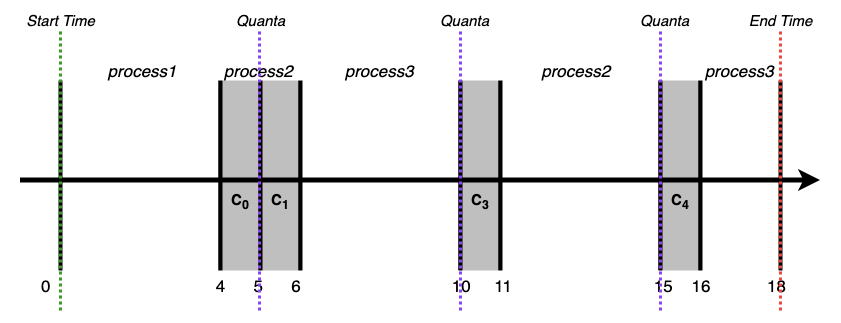 Start Time Quanta Quanta Quanta End Time
process1 process2 process3 process2 process3
C0 C1 C3 C4
0 4 5 6 10 11 15 16 18